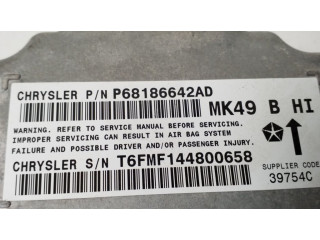 CHRYSLER P/N P68186642AD
MK49 B HI
WARNING. REFER TO SERVICE MANUAL BEFORE SERVICING.
IMPROPER SERVICING CAN RESULT IN AIR BAG SYSTEM
FAILURE AND POSSIBLE DRIVER AND/OR PASSENGER INJURY.
CHRYSLER S/N T6FMF144800658
SUPPLIER CODE
39754C